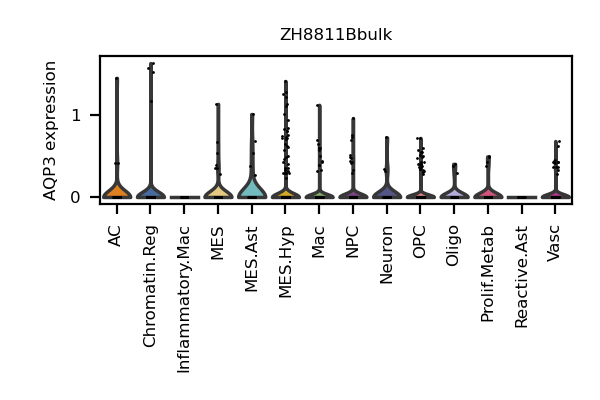 ZH8811Bbulk
AQP3 expression
1
0
AC
Chromatin.Reg
Inflammatory.Mac
MES
MES.Ast
MES.Hyp
Mac
NPC
Neuron
OPC
Oligo
Prolif.Metab
Reactive.Ast
Vasc